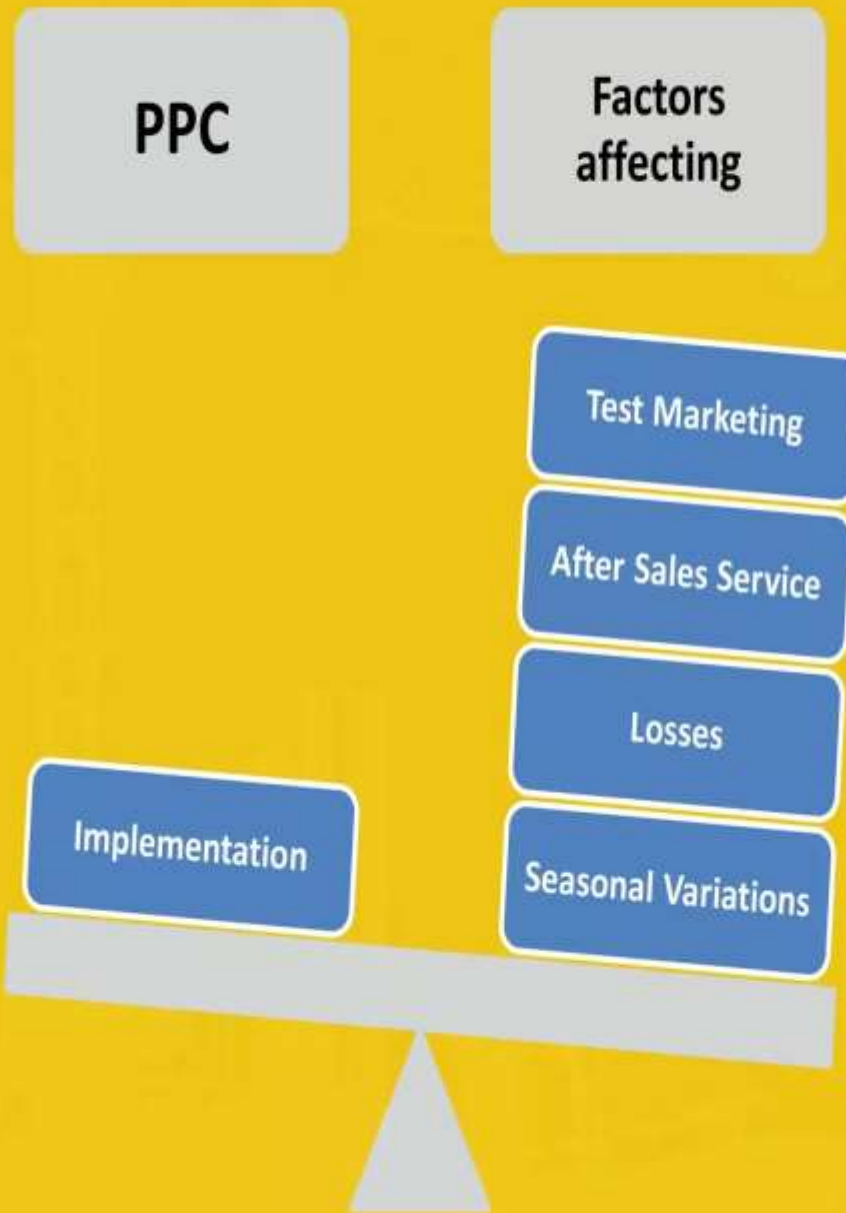 PPC
Factors
affecting
Test Marketing
After Sales Service
Losses
Implementation
Seasonal Variations